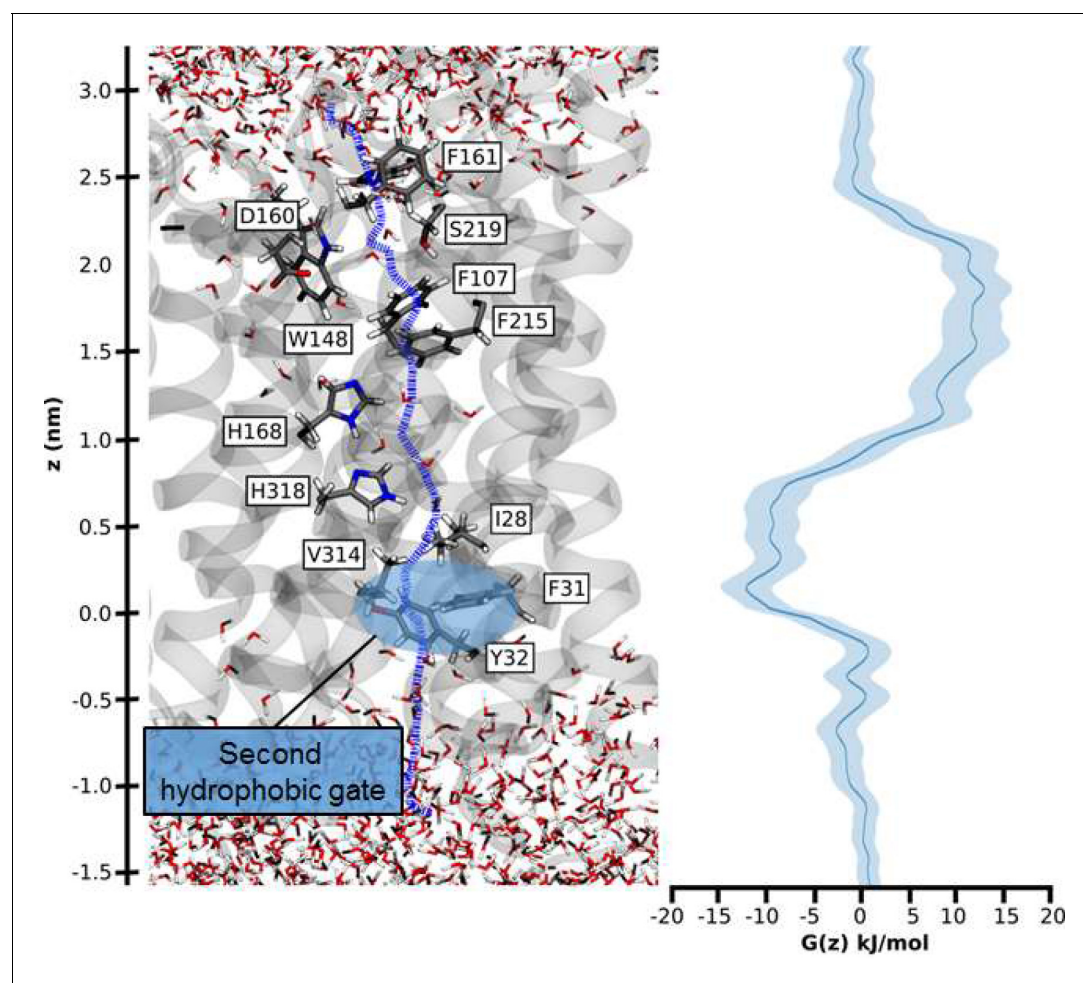 3.0
2.5
2.0
1.5
1.0
0.5
0.0
-0.5
-1.0
-1.5
z (nm)
F161
D160
S219
F107
F215
W148
H168
H318
I28
V314
F31
Y32
Second
hydrophobic gate
-20 -15 -10 -5 0 5 10 15 20
G(z) kJ/mol